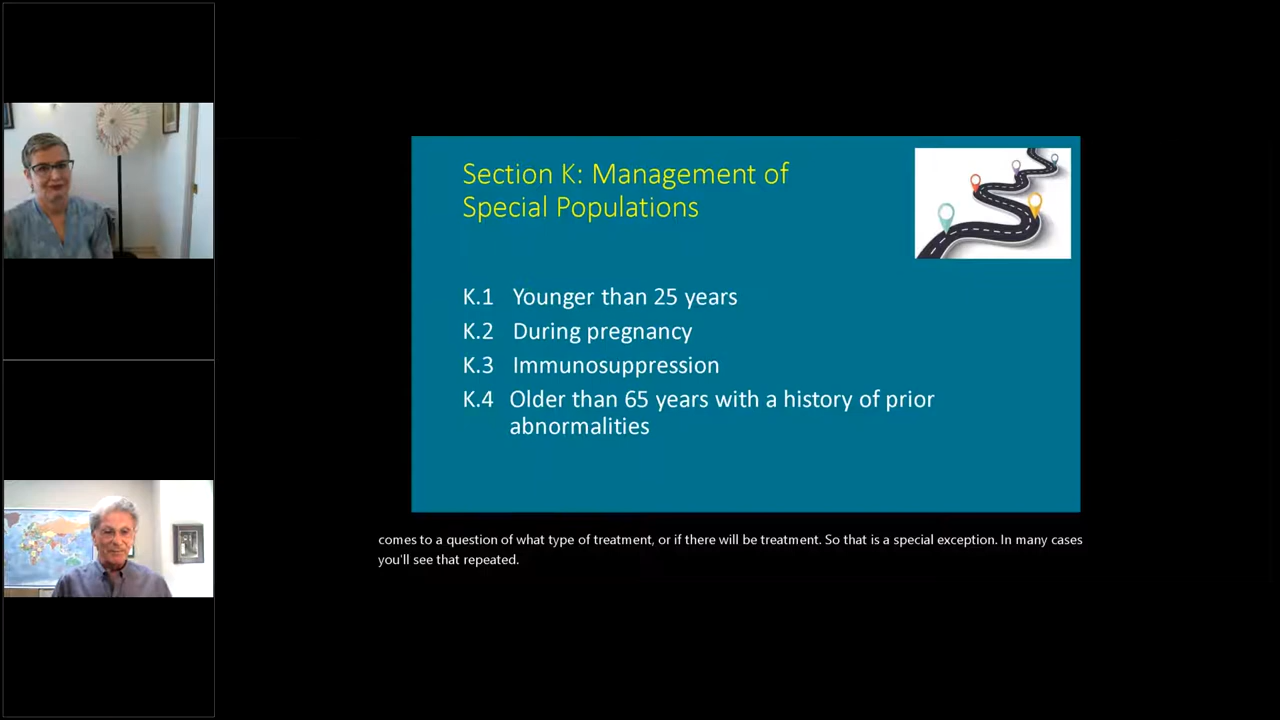 Section K: Management of
Special Populations
K.1 Younger than 25 years
K.2 During pregnancy
K.3 Immunosuppression
K.4 Older than 65 years with a history of prior
abnormalities
comes to a question of what type of treatment, or if there will be treatment. So that is a special exception. In many cases
you'll see that repeated.